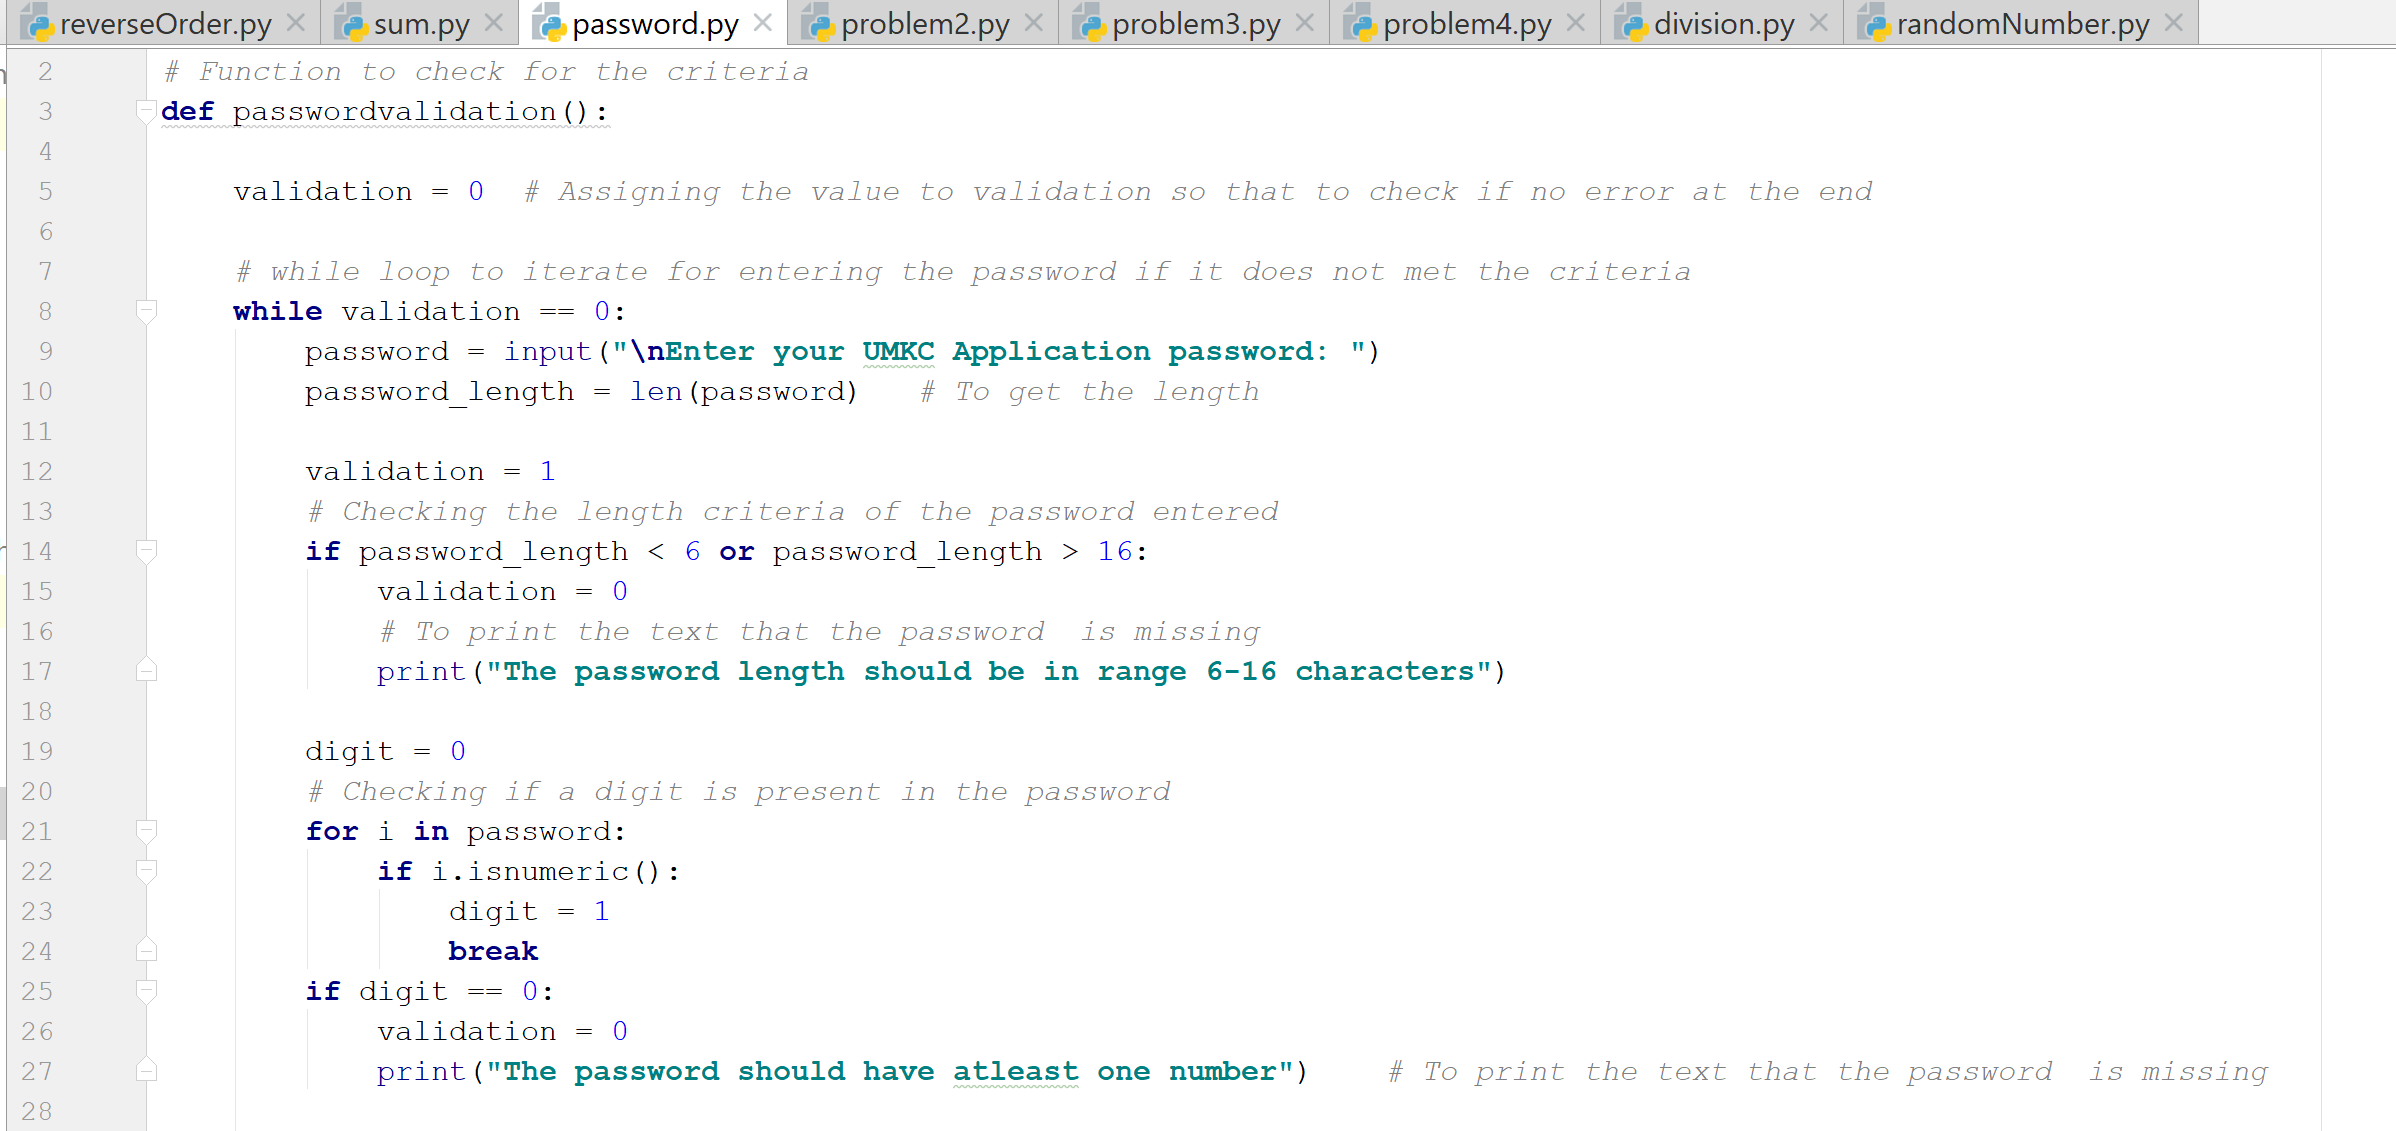 reverseOrder.py sum.py password.py problem2.py problem3.py problem4.py division.py randomNumber.py
2 # Function to check for the criteria
3 def passwordvalidation():
4
5 validation = 0 # Assigning the value to validation so that to check if no error at the end
6
7 # while loop to iterate for entering the password if it does not met the criteria
8 while validation == 0:
9 password = input("\nEnter your UMKC Application password: ")
10 password_length = len(password) # To get the length
11
12 validation = 1
13 # Checking the length criteria of the password entered
14 if password_length < 6 or password_length > 16:
15 validation = 0
16 # To print the text that the password  is missing
17 print("The password length should be in range 6-16 characters")
18
19 digit = 0
20 # Checking if a digit is present in the password
21 for i in password:
22 if i.isnumeric():
23 digit = 1
24 break
25 if digit == 0:
26 validation = 0
27 print("The password should have atleast one number") # To print the text that the password  is missing
28